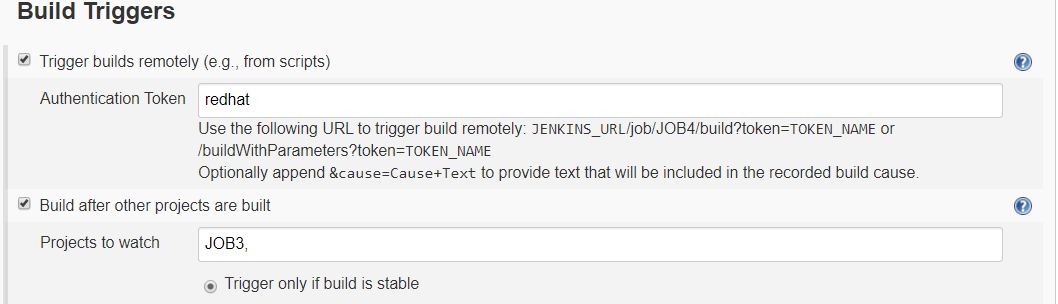 Build Triggers
Trigger builds remotely (e.g., from scripts)
Authentication Token redhat
Use the following URL to trigger build remotely: JENKINS_URL/job/JOB4/build?token=TOKEN_NAME or
/buildWithParameters?token=TOKEN_NAME
Optionally append &cause=Cause+Text to provide text that will be included in the recorded build cause.
Build after other projects are built
Projects to watch JOB3,
Trigger only if build is stable